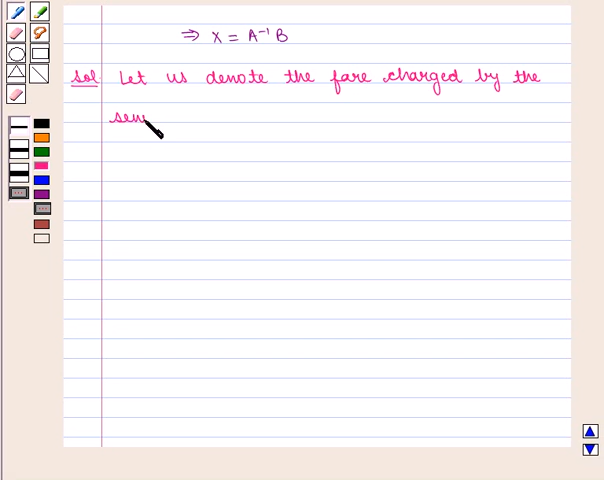 ⇒ X = A⁻¹ B
Sol. Let us denote the fare charged by the